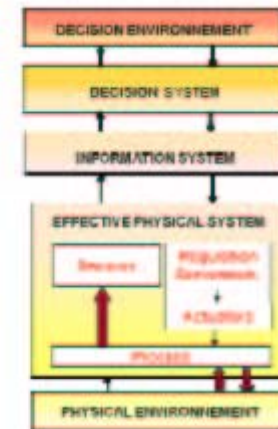 DECISION ENVIRONNEMENT
DECISION SYSTEM
INFORMATION SYSTEM
EFFECTIVE PHYSICAL SYSTEM
Sensors
Actuators
Process
PHYSICAL ENVIRONNEMENT